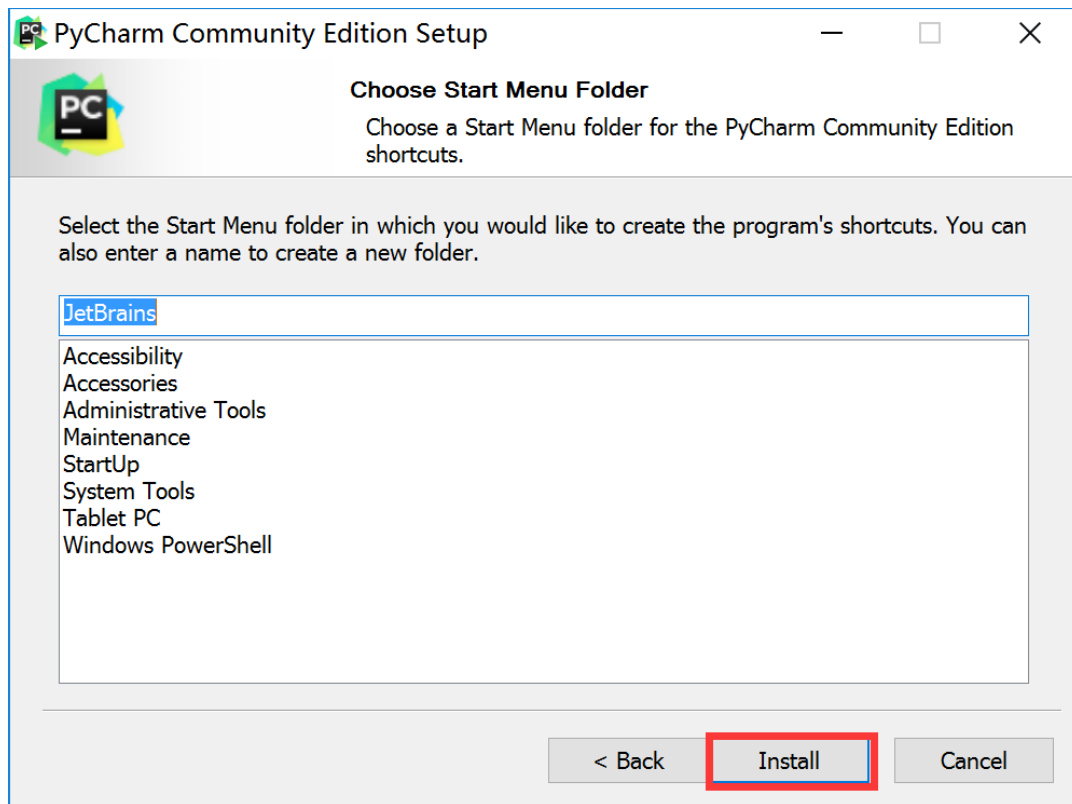 PC PyCharm Community Edition Setup
PC
Choose Start Menu Folder
Choose a Start Menu folder for the PyCharm Community Edition
shortcuts.
Select the Start Menu folder in which you would like to create the program's shortcuts. You can
also enter a name to create a new folder.
JetBrains
Accessibility
Accessories
Administrative Tools
Maintenance
StartUp
System Tools
Tablet PC
Windows PowerShell
< Back Install Cancel